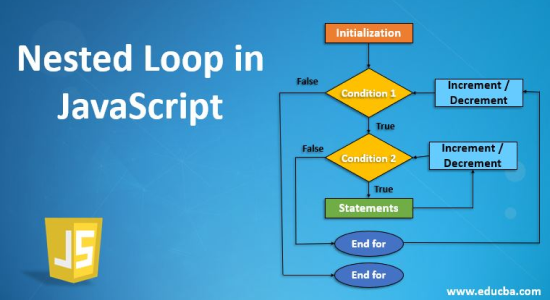 Nested Loop in
JavaScript
Initialization
False
Condition 1
Increment /
Decrement
True
False
Condition 2
Increment /
Decrement
True
Statements
End for
End for
JS
www.educba.com